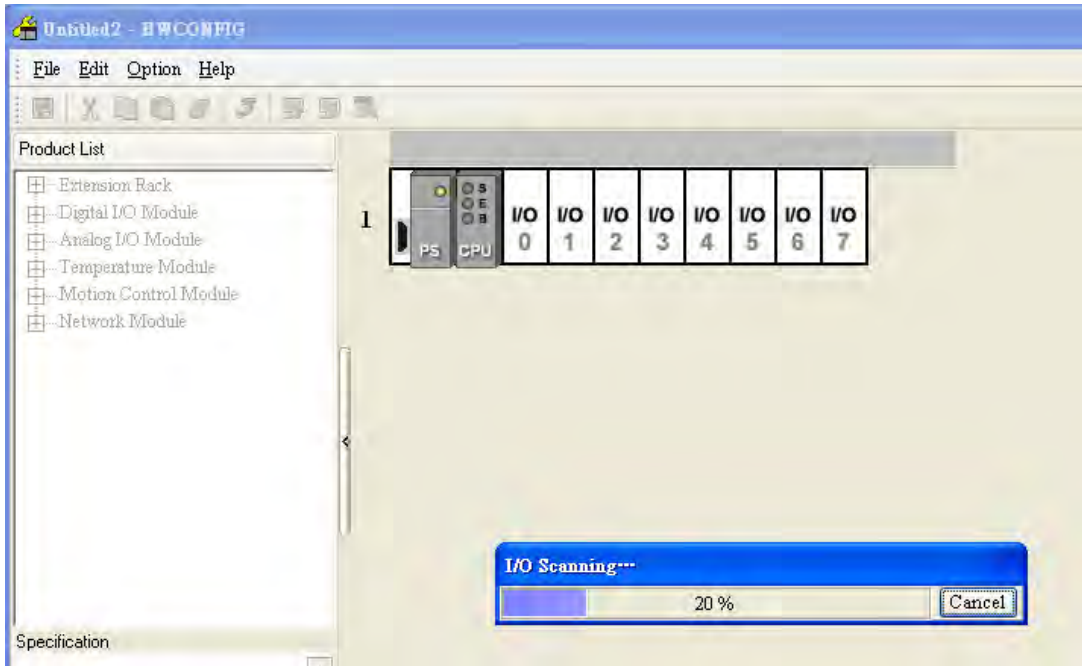 Untitled2 - HWCONFIG
File Edit Option Help
Product List
Extension Rack
Digital I/O Module
Analog I/O Module
Temperature Module
Motion Control Module
Network Module
1
PS
CPU
S
E
B
I/O 0
I/O 1
I/O 2
I/O 3
I/O 4
I/O 5
I/O 6
I/O 7
I/O Scanning...
20 %
Cancel
Specification